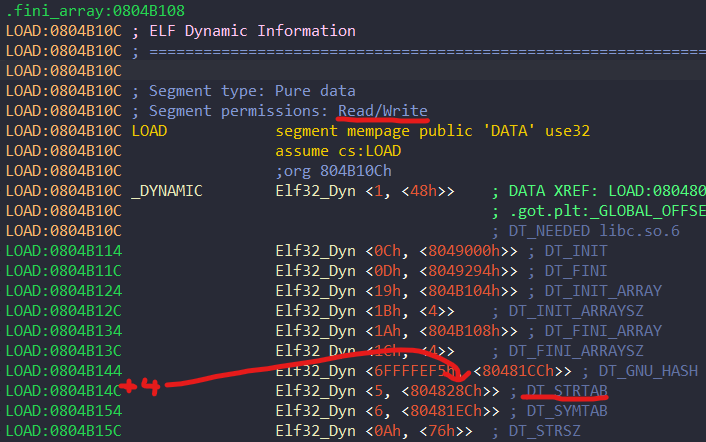 .fini_array:0804B108
LOAD:0804B10C ; ELF Dynamic Information
LOAD:0804B10C ; ==============================================================
LOAD:0804B10C
LOAD:0804B10C ; Segment type: Pure data
LOAD:0804B10C ; Segment permissions: Read/Write
LOAD:0804B10C LOAD segment mempage public 'DATA' use32
LOAD:0804B10C assume cs:LOAD
LOAD:0804B10C ;org 804B10Ch
LOAD:0804B10C _DYNAMIC Elf32_Dyn <1, <48h>> ; DATA XREF: LOAD:080480
LOAD:0804B10C ; .got.plt:_GLOBAL_OFFSE
LOAD:0804B10C ; DT_NEEDED libc.so.6
LOAD:0804B114 Elf32_Dyn <0Ch, <8049000h>> ; DT_INIT
LOAD:0804B11C Elf32_Dyn <0Dh, <8049294h>> ; DT_FINI
LOAD:0804B124 Elf32_Dyn <19h, <804B104h>> ; DT_INIT_ARRAY
LOAD:0804B12C Elf32_Dyn <1Bh, <4>> ; DT_INIT_ARRAYSZ
LOAD:0804B134 Elf32_Dyn <1Ah, <804B108h>> ; DT_FINI_ARRAY
LOAD:0804B13C Elf32_Dyn <1Ch, <4>> ; DT_FINI_ARRAYSZ
LOAD:0804B144 Elf32_Dyn <6FFFFEF5h, <80481CCh>> ; DT_GNU_HASH
LOAD:0804B14C +4 Elf32_Dyn <5, <804828Ch>> ; DT_STRTAB
LOAD:0804B154 Elf32_Dyn <6, <80481ECh>> ; DT_SYMTAB
LOAD:0804B15C Elf32_Dyn <0Ah, <76h>> ; DT_STRSZ